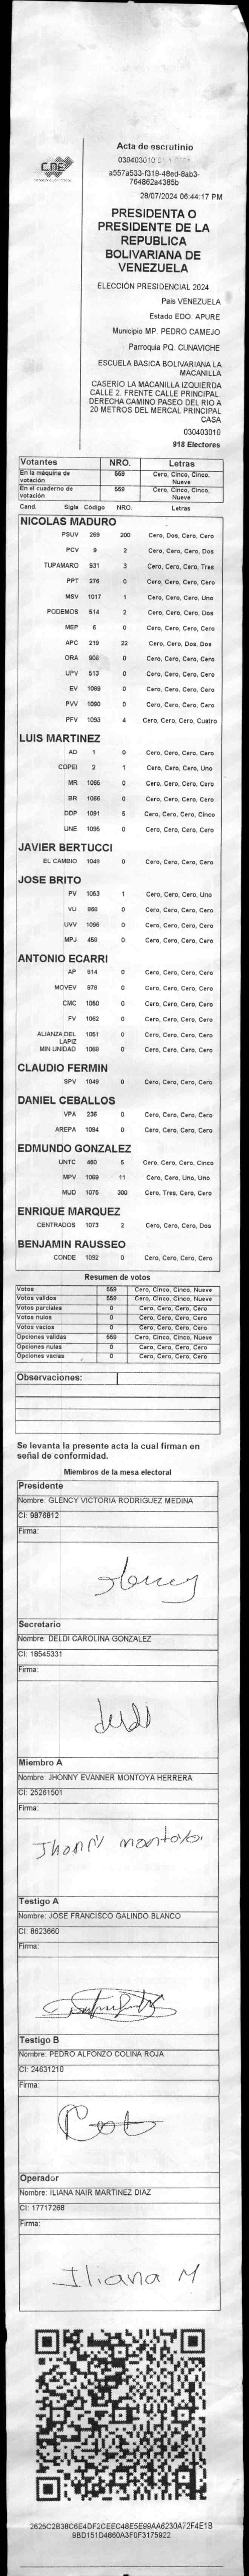 CNE
Acta de escrutinio
030403010
a557a533-f319-48ed-8ab3-
764862a4385b
28/07/2024 06:44:17 PM
PRESIDENTA O
PRESIDENTE DE LA
REPUBLICA
BOLIVARIANA DE
VENEZUELA
ELECCIÓN PRESIDENCIAL 2024
Pais VENEZUELA
Estado EDO. APURE
Municipio MP. PEDRO CAMEJO
Parroquia PQ. CUNAVICHE
ESCUELA BASICA BOLIVARIANA LA
MACANILLA
CASERIO LA MACANILLA IZQUIERDA
CALLE 2. FRENTE CALLE PRINCIPAL.
DERECHA CAMINO PASEO DEL RIO A
20 METROS DEL MERCAL PRINCIPAL
CASA
030403010
918 Electores
Votantes NRO. Letras
En la máquina de votación 559 Cero, Cinco, Cinco, Nueve
En el cuaderno de votación 559 Cero, Cinco, Cinco, Nueve
Cand. Sigla Código NRO. Letras
NICOLAS MADURO
PSUV 269 200 Cero, Dos, Cero, Cero
PCV 9 2 Cero, Cero, Cero, Dos
TUPAMARO 931 3 Cero, Cero, Cero, Tres
PPT 276 0 Cero, Cero, Cero, Cero
MSV 1017 1 Cero, Cero, Cero, Uno
PODEMOS 514 2 Cero, Cero, Cero, Dos
MEP 6 0 Cero, Cero, Cero, Cero
APC 219 22 Cero, Cero, Dos, Dos
ORA 906 0 Cero, Cero, Cero, Cero
UPV 513 0 Cero, Cero, Cero, Cero
EV 1089 0 Cero, Cero, Cero, Cero
PVV 1090 0 Cero, Cero, Cero, Cero
PFV 1093 4 Cero, Cero, Cero, Cuatro
LUIS MARTINEZ
AD 1 0 Cero, Cero, Cero, Cero
COPEI 2 1 Cero, Cero, Cero, Uno
MR 1065 0 Cero, Cero, Cero, Cero
BR 1066 0 Cero, Cero, Cero, Cero
DDP 1091 5 Cero, Cero, Cero, Cinco
UNE 1095 0 Cero, Cero, Cero, Cero
JAVIER BERTUCCI
EL CAMBIO 1048 0 Cero, Cero, Cero, Cero
JOSE BRITO
PV 1053 1 Cero, Cero, Cero, Uno
VU 868 0 Cero, Cero, Cero, Cero
UVV 1096 0 Cero, Cero, Cero, Cero
MPJ 458 0 Cero, Cero, Cero, Cero
ANTONIO ECARRI
AP 914 0 Cero, Cero, Cero, Cero
MOVEV 978 0 Cero, Cero, Cero, Cero
CMC 1050 0 Cero, Cero, Cero, Cero
FV 1062 0 Cero, Cero, Cero, Cero
ALIANZA DEL LAPIZ 1051 0 Cero, Cero, Cero, Cero
MIN UNIDAD 1069 0 Cero, Cero, Cero, Cero
CLAUDIO FERMIN
SPV 1049 0 Cero, Cero, Cero, Cero
DANIEL CEBALLOS
VPA 236 0 Cero, Cero, Cero, Cero
AREPA 1094 0 Cero, Cero, Cero, Cero
EDMUNDO GONZALEZ
UNTC 460 5 Cero, Cero, Cero, Cinco
MPV 1069 11 Cero, Cero, Uno, Uno
MUD 1075 300 Cero, Tres, Cero, Cero
ENRIQUE MARQUEZ
CENTRADOS 1073 2 Cero, Cero, Cero, Dos
BENJAMIN RAUSSEO
CONDE 1092 0 Cero, Cero, Cero, Cero
Resumen de votos
Votos 559 Cero, Cinco, Cinco, Nueve
Votos validos 559 Cero, Cinco, Cinco, Nueve
Votos parciales 0 Cero, Cero, Cero, Cero
Votos nulos 0 Cero, Cero, Cero, Cero
Votos vacios 0 Cero, Cero, Cero, Cero
Opciones validas 559 Cero, Cinco, Cinco, Nueve
Opciones nulas 0 Cero, Cero, Cero, Cero
Opciones vacias 0 Cero, Cero, Cero, Cero
Observaciones:
Se levanta la presente acta la cual firman en
señal de conformidad.
Miembros de la mesa electoral
Presidente
Nombre: GLENCY VICTORIA RODRIGUEZ MEDINA
CI: 9876812
Firma:
Glency
Secretario
Nombre: DELDI CAROLINA GONZALEZ
CI: 18545331
Firma:
deldi
Miembro A
Nombre: JHONNY EVANNER MONTOYA HERRERA
CI: 25261501
Firma:
Jhonny montoya.
Testigo A
Nombre: JOSE FRANCISCO GALINDO BLANCO
CI: 8623660
Firma:
Testigo B
Nombre: PEDRO ALFONZO COLINA ROJA
CI: 24631210
Firma:
Operador
Nombre: ILIANA NAIR MARTINEZ DIAZ
CI: 17717268
Firma:
Iliana M
2625C2B38C6E4DF2CEEC48E5E99AA6230A72F4E1B
9BD151D4860A3F0F3175922